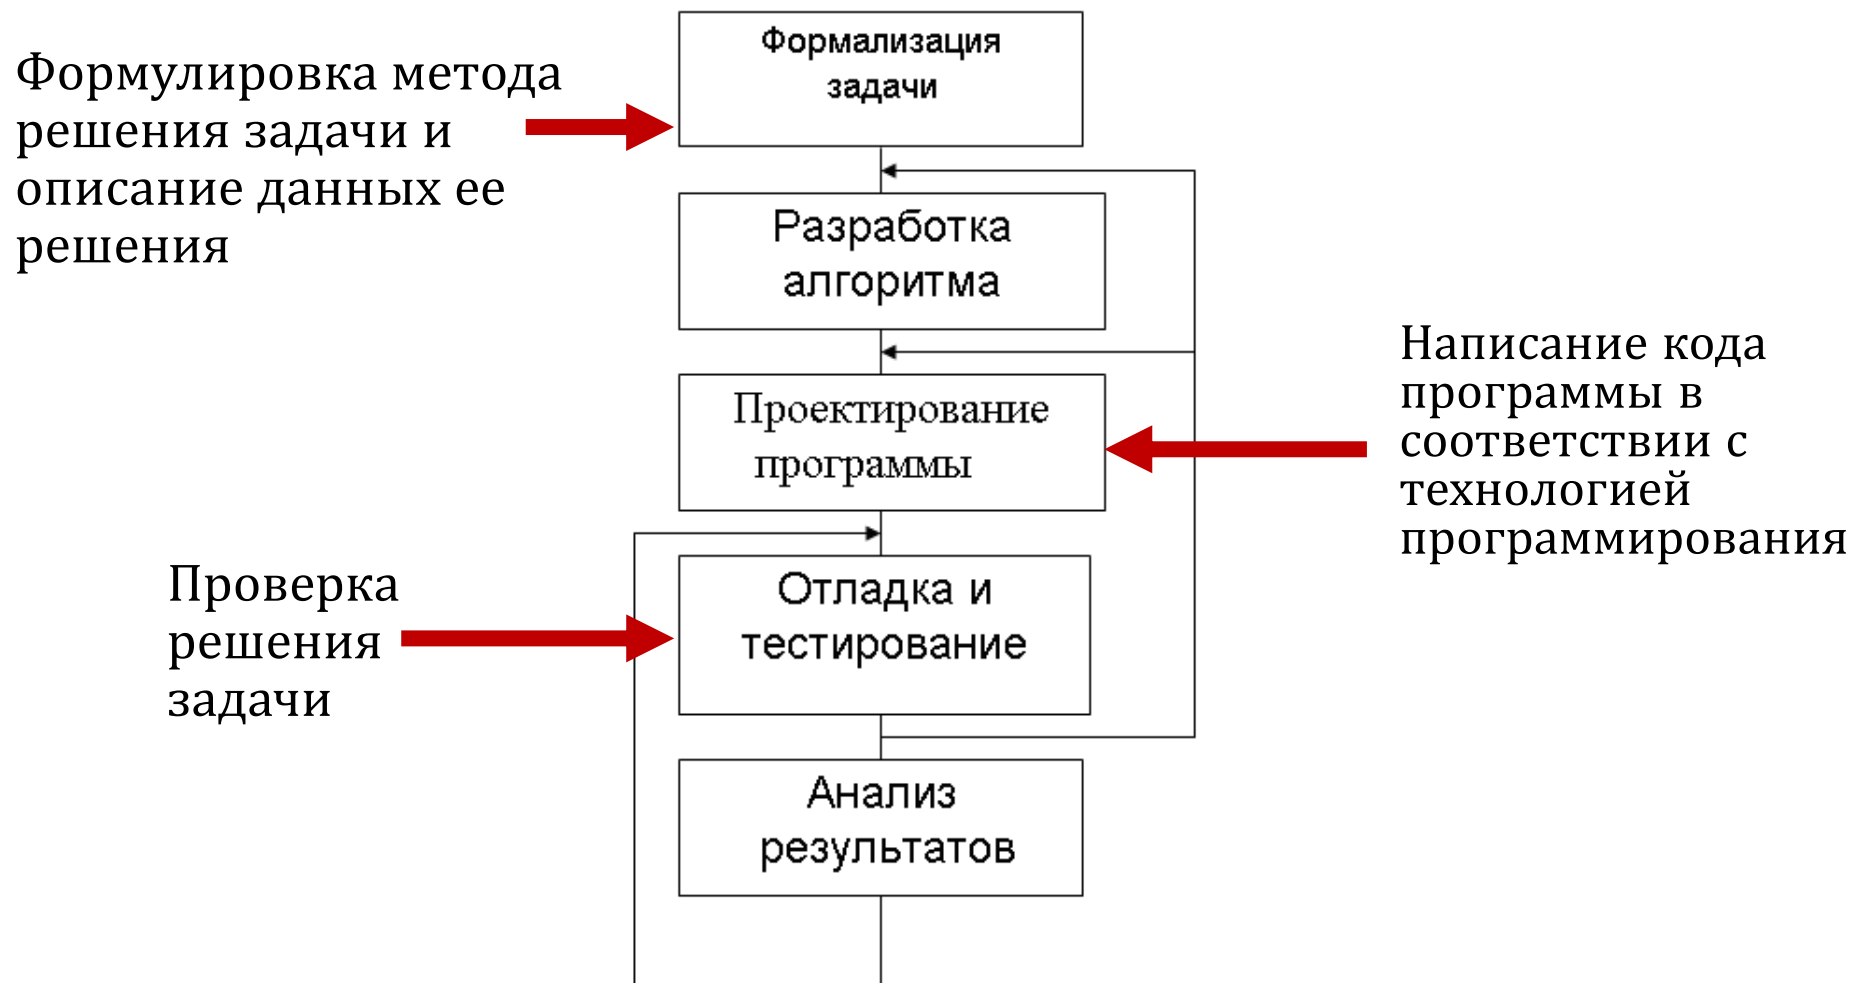 Формализация
задачи
Формулировка метода
решения задачи и
описание данных ее
решения
Разработка
алгоритма
Проектирование
программы
Написание кода
программы в
соответствии с
технологией
программирования
Отладка и
тестирование
Проверка
решения
задачи
Анализ
результатов